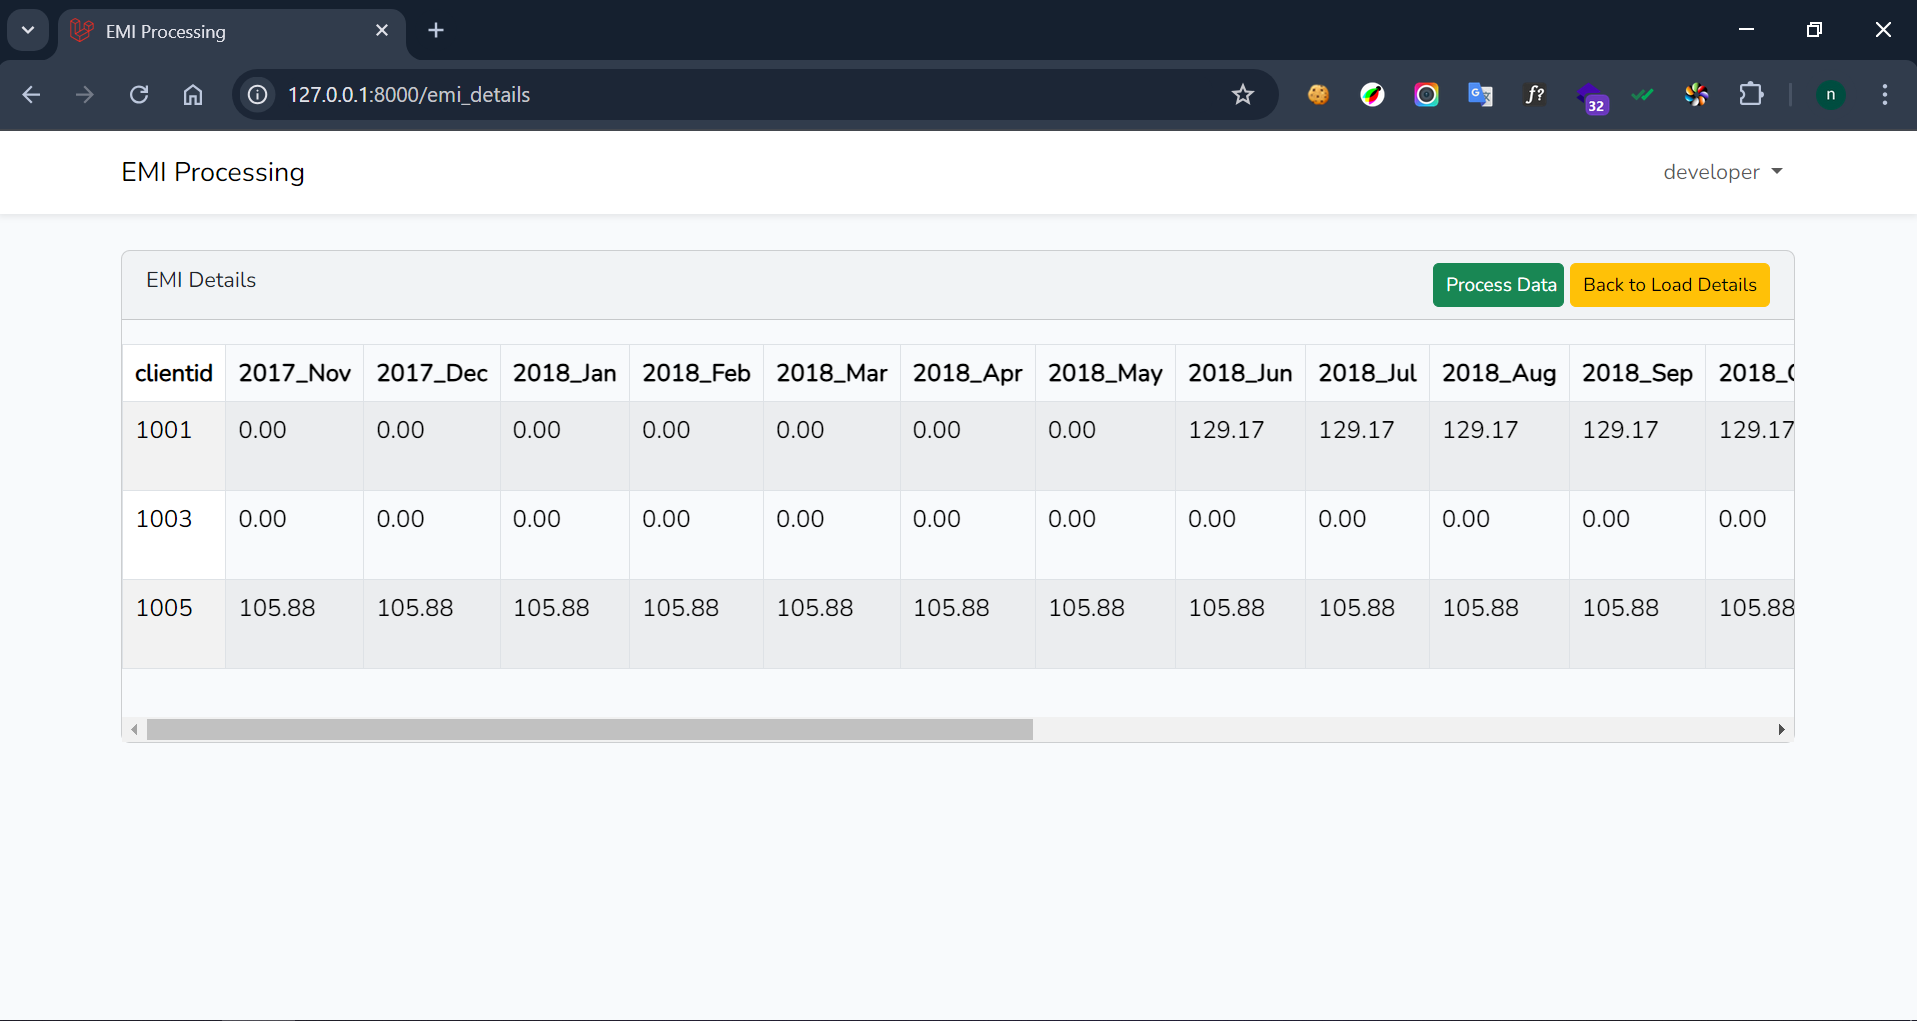 EMI Processing
127.0.0.1:8000/emi_details
f?
32
n
EMI Processing
developer
EMI Details
Process Data
Back to Load Details
clientid 2017_Nov 2017_Dec 2018_Jan 2018_Feb 2018_Mar 2018_Apr 2018_May 2018_Jun 2018_Jul 2018_Aug 2018_Sep
1001 0.00 0.00 0.00 0.00 0.00 0.00 0.00 129.17 129.17 129.17 129.17 129.17
1003 0.00 0.00 0.00 0.00 0.00 0.00 0.00 0.00 0.00 0.00 0.00 0.00
1005 105.88 105.88 105.88 105.88 105.88 105.88 105.88 105.88 105.88 105.88 105.88 105.88